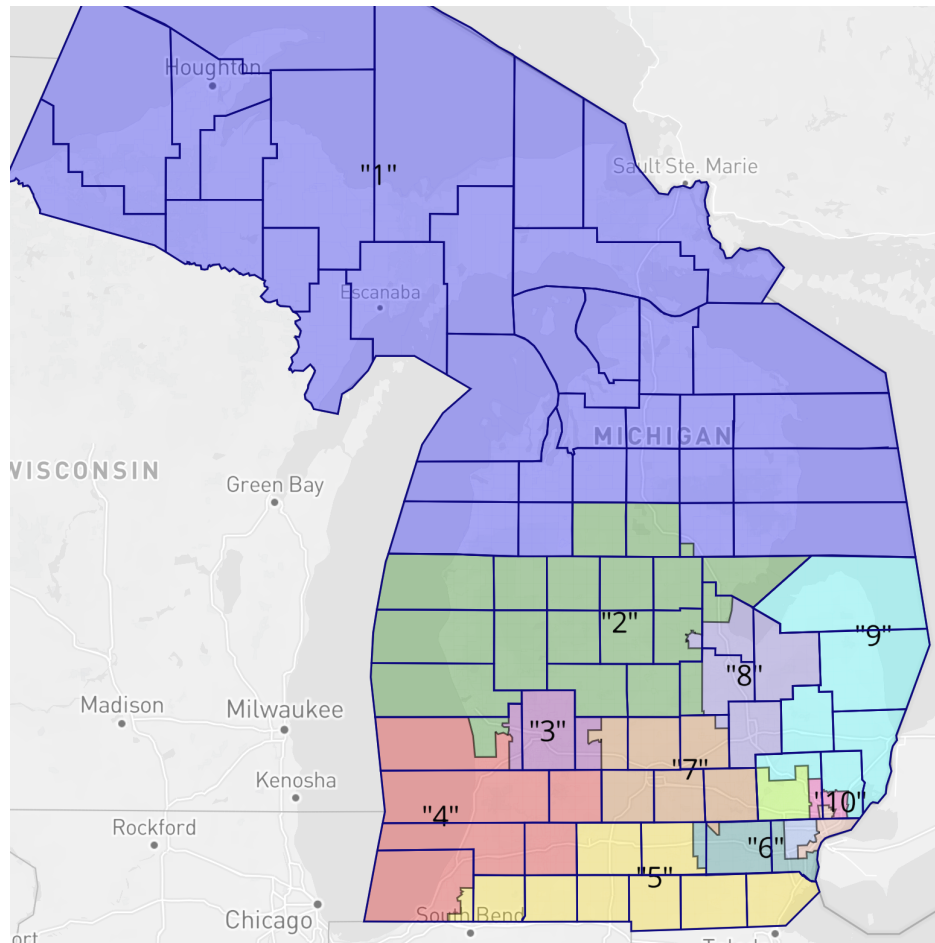 Houghton
"1"
Sault Ste. Marie
Escanaba
MICHIGAN
WISCONSIN
Green Bay
"2"
"9"
"8"
Madison
Milwaukee
"3"
"7"
Kenosha
"10"
"4"
Rockford
"6"
"5"
Chicago
South Bend
ort